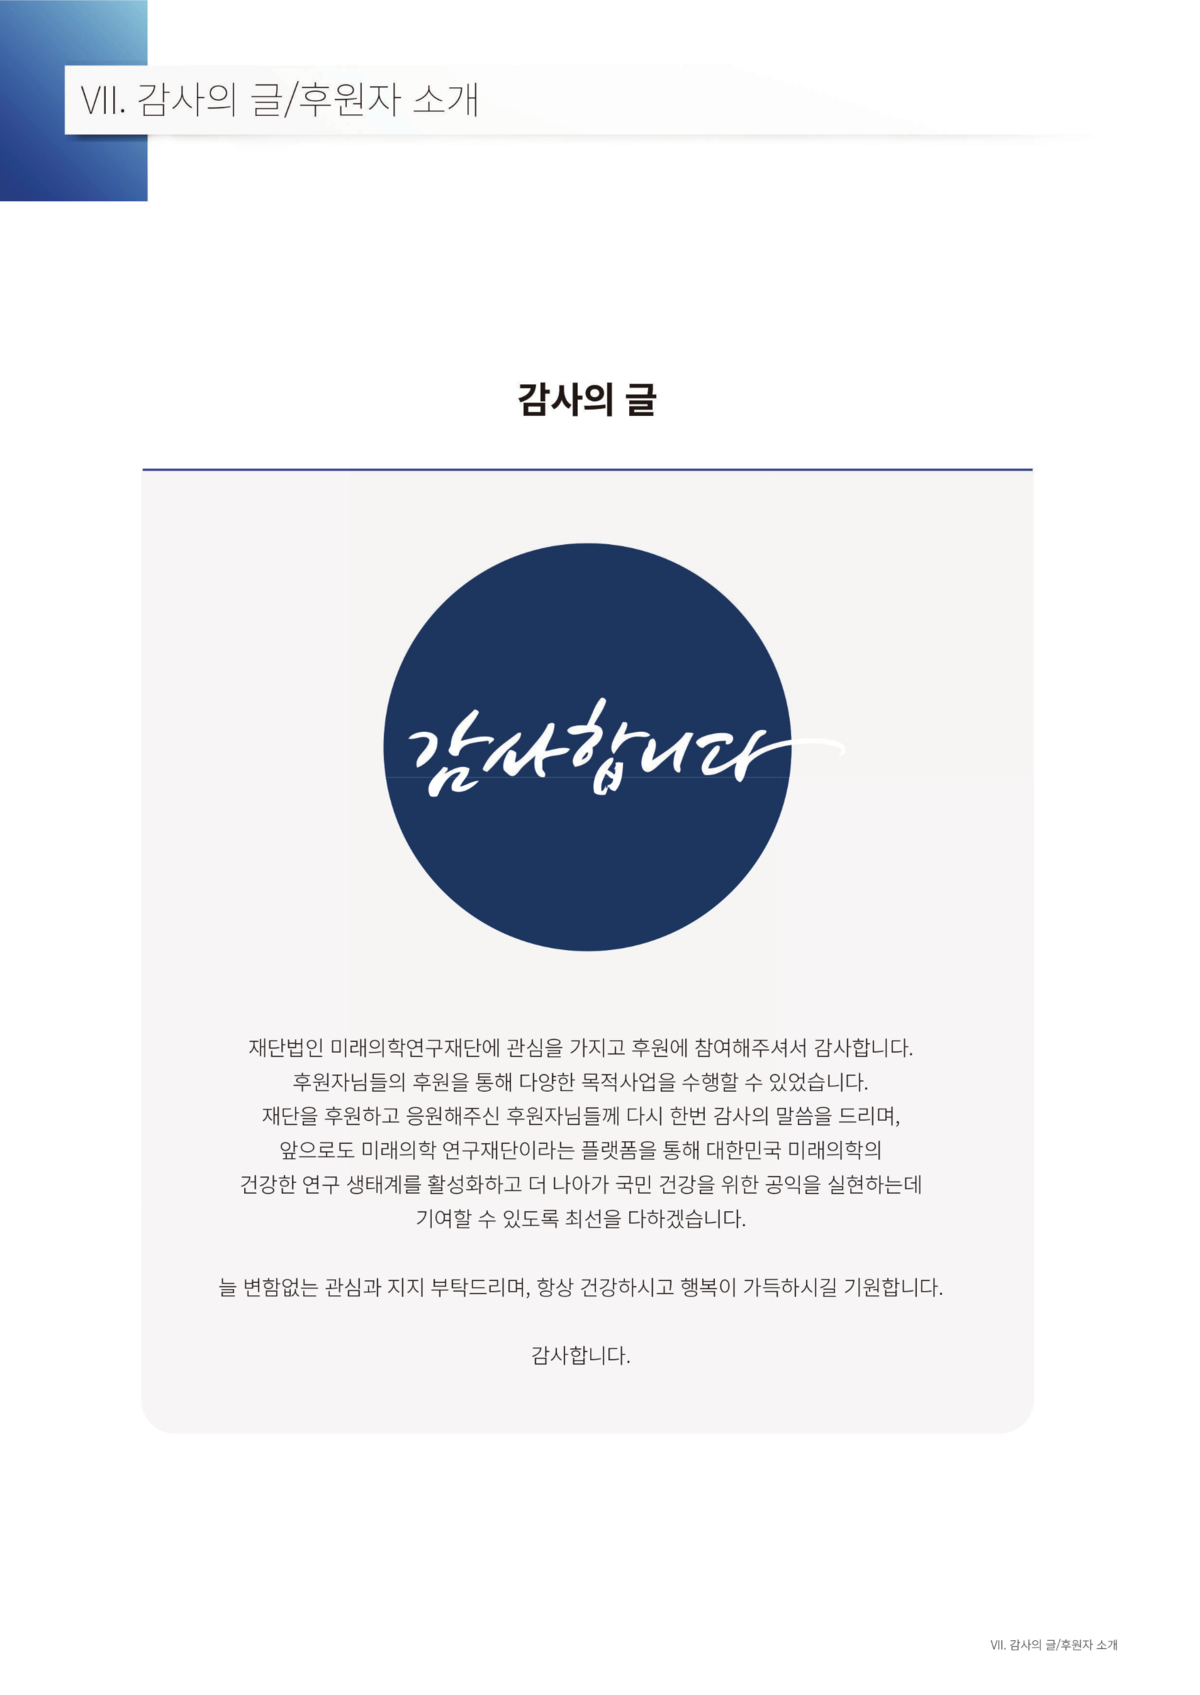 VII. 감사의 글/후원자 소개
감사의 글
감사합니다
재단법인 미래의학연구재단에 관심을 가지고 후원에 참여해주셔서 감사합니다.
후원자님들의 후원을 통해 다양한 목적사업을 수행할 수 있었습니다.
재단을 후원하고 응원해주신 후원자님들께 다시 한번 감사의 말씀을 드리며,
앞으로도 미래의학 연구재단이라는 플랫폼을 통해 대한민국 미래의학의
건강한 연구 생태계를 활성화하고 더 나아가 국민 건강을 위한 공익을 실현하는데
기여할 수 있도록 최선을 다하겠습니다.
늘 변함없는 관심과 지지 부탁드리며, 항상 건강하시고 행복이 가득하시길 기원합니다.
감사합니다.
VII. 감사의 글/후원자 소개